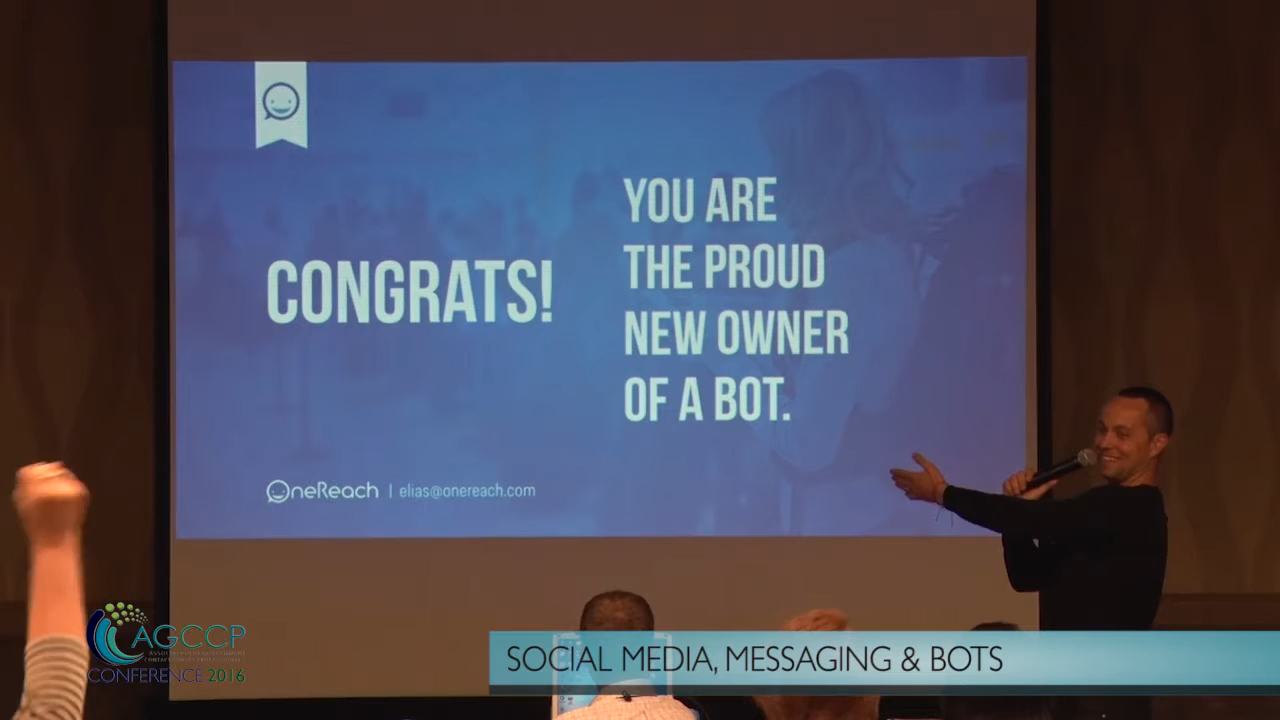 CONGRATS!
YOU ARE
THE PROUD
NEW OWNER
OF A BOT.
OneReach | elias@onereach.com
AGCCP
CONFERENCE 2016
SOCIAL MEDIA, MESSAGING & BOTS